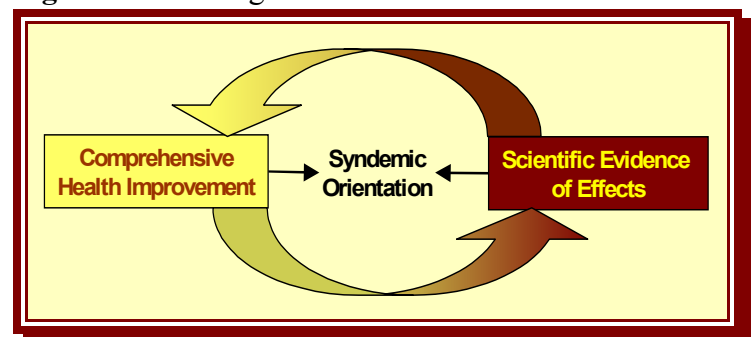 Comprehensive
Health Improvement
Syndemic
Orientation
Scientific Evidence
of Effects